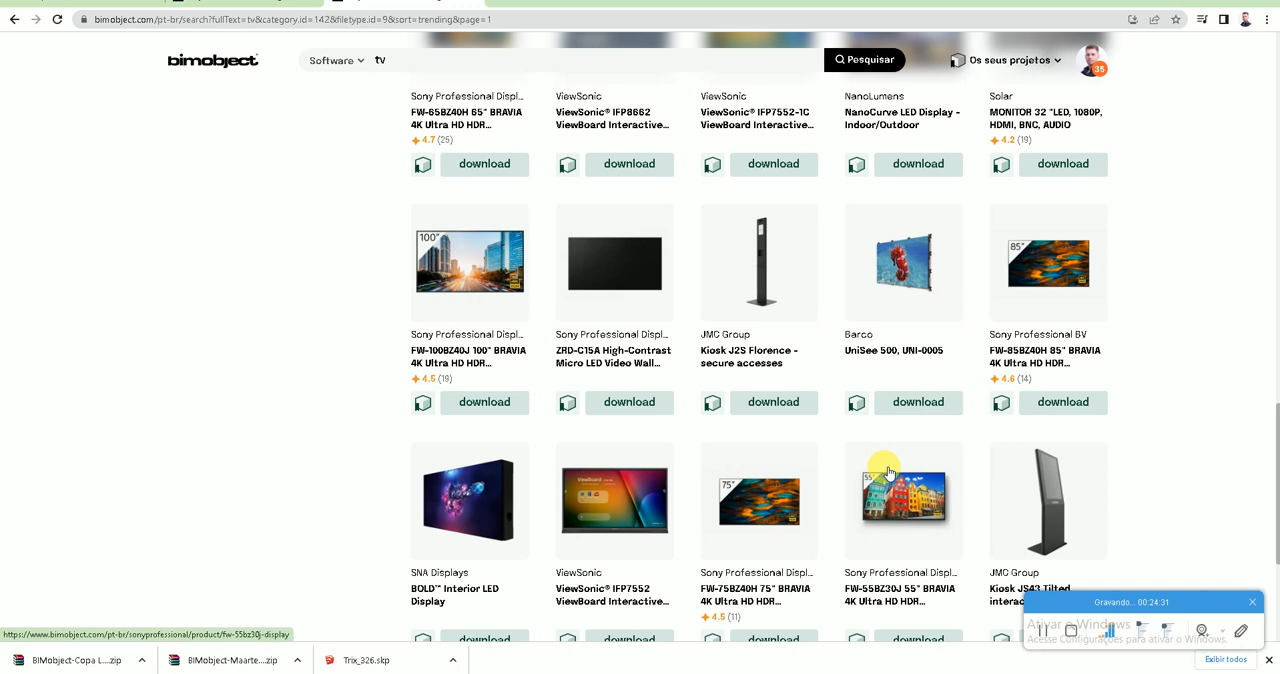 bimobject.com/pt-br/search?fullText=tv&category.id=142&filetype.id=9&sort=trending&page=1
bimobject
Software
tv
Pesquisar
Os seus projetos
35
Sony Professional Displ...
FW-65BZ40H 65" BRAVIA
4K Ultra HD HDR...
4.7 (25)
download
ViewSonic
ViewSonic® IFP8662
ViewBoard Interactive...
download
ViewSonic
ViewSonic® IFP7552-1C
ViewBoard Interactive...
download
NanoLumens
NanoCurve LED Display -
Indoor/Outdoor
download
Solar
MONITOR 32 "LED, 1080P,
HDMI, BNC, AUDIO
4.2 (19)
download
100"
Sony Professional Displ...
FW-100BZ40J 100" BRAVIA
4K Ultra HD HDR...
4.5 (19)
download
Sony Professional Displ...
ZRD-C15A High-Contrast
Micro LED Video Wall...
download
JMC Group
Kiosk J2S Florence -
secure accesses
download
Barco
UniSee 500, UNI-0005
download
85"
Sony Professional BV
FW-85BZ40H 85" BRAVIA
4K Ultra HD HDR...
4.6 (14)
download
SNA Displays
BOLD™ Interior LED
Display
ViewBoard
ViewSonic
ViewSonic® IFP7552
ViewBoard Interactive...
75"
Sony Professional Displ...
FW-75BZ40H 75" BRAVIA
4K Ultra HD HDR...
4.5 (11)
55"
Sony Professional Displ...
FW-55BZ30J 55" BRAVIA
4K Ultra HD HDR...
JMC Group
Kiosk JS43 Tilted
Gravando... 00:24:31
Ativar o Windows
Acesse Configurações para ativar o Windows.
https://www.bimobject.com/pt-br/sonyprofessional/product/fw-55bz30j-display
BIMobject-Copa L....zip
BIMobject-Maarte....zip
Trix_326.skp
Exibir todos